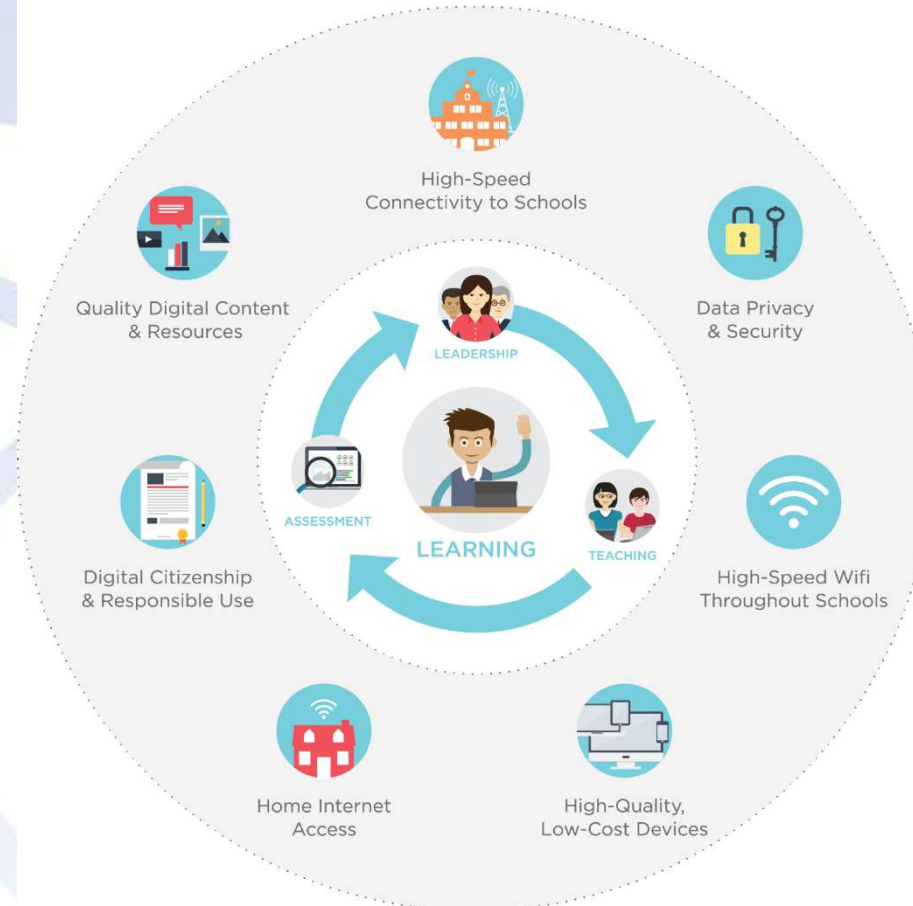 High-Speed
Connectivity to Schools
Quality Digital Content
& Resources
Data Privacy
& Security
LEADERSHIP
ASSESSMENT
LEARNING
TEACHING
Digital Citizenship
& Responsible Use
High-Speed Wifi
Throughout Schools
Home Internet
Access
High-Quality,
Low-Cost Devices